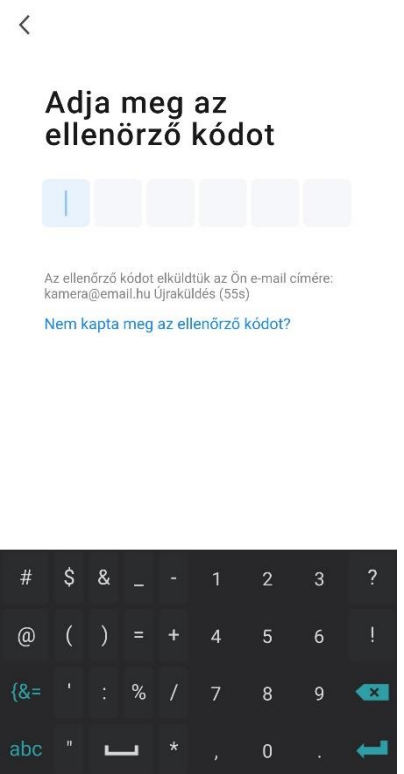 Adja meg az
ellenörző kódot
Az ellenőrző kódot elküldtük az Ön e-mail címére:
kamera@email.hu Újraküldés (55s)
Nem kapta meg az ellenőrző kódot?
# $ & _ - 1 2 3 ?
@ ( ) = + 4 5 6 !
{&= ' : % / 7 8 9
abc " * , 0 .